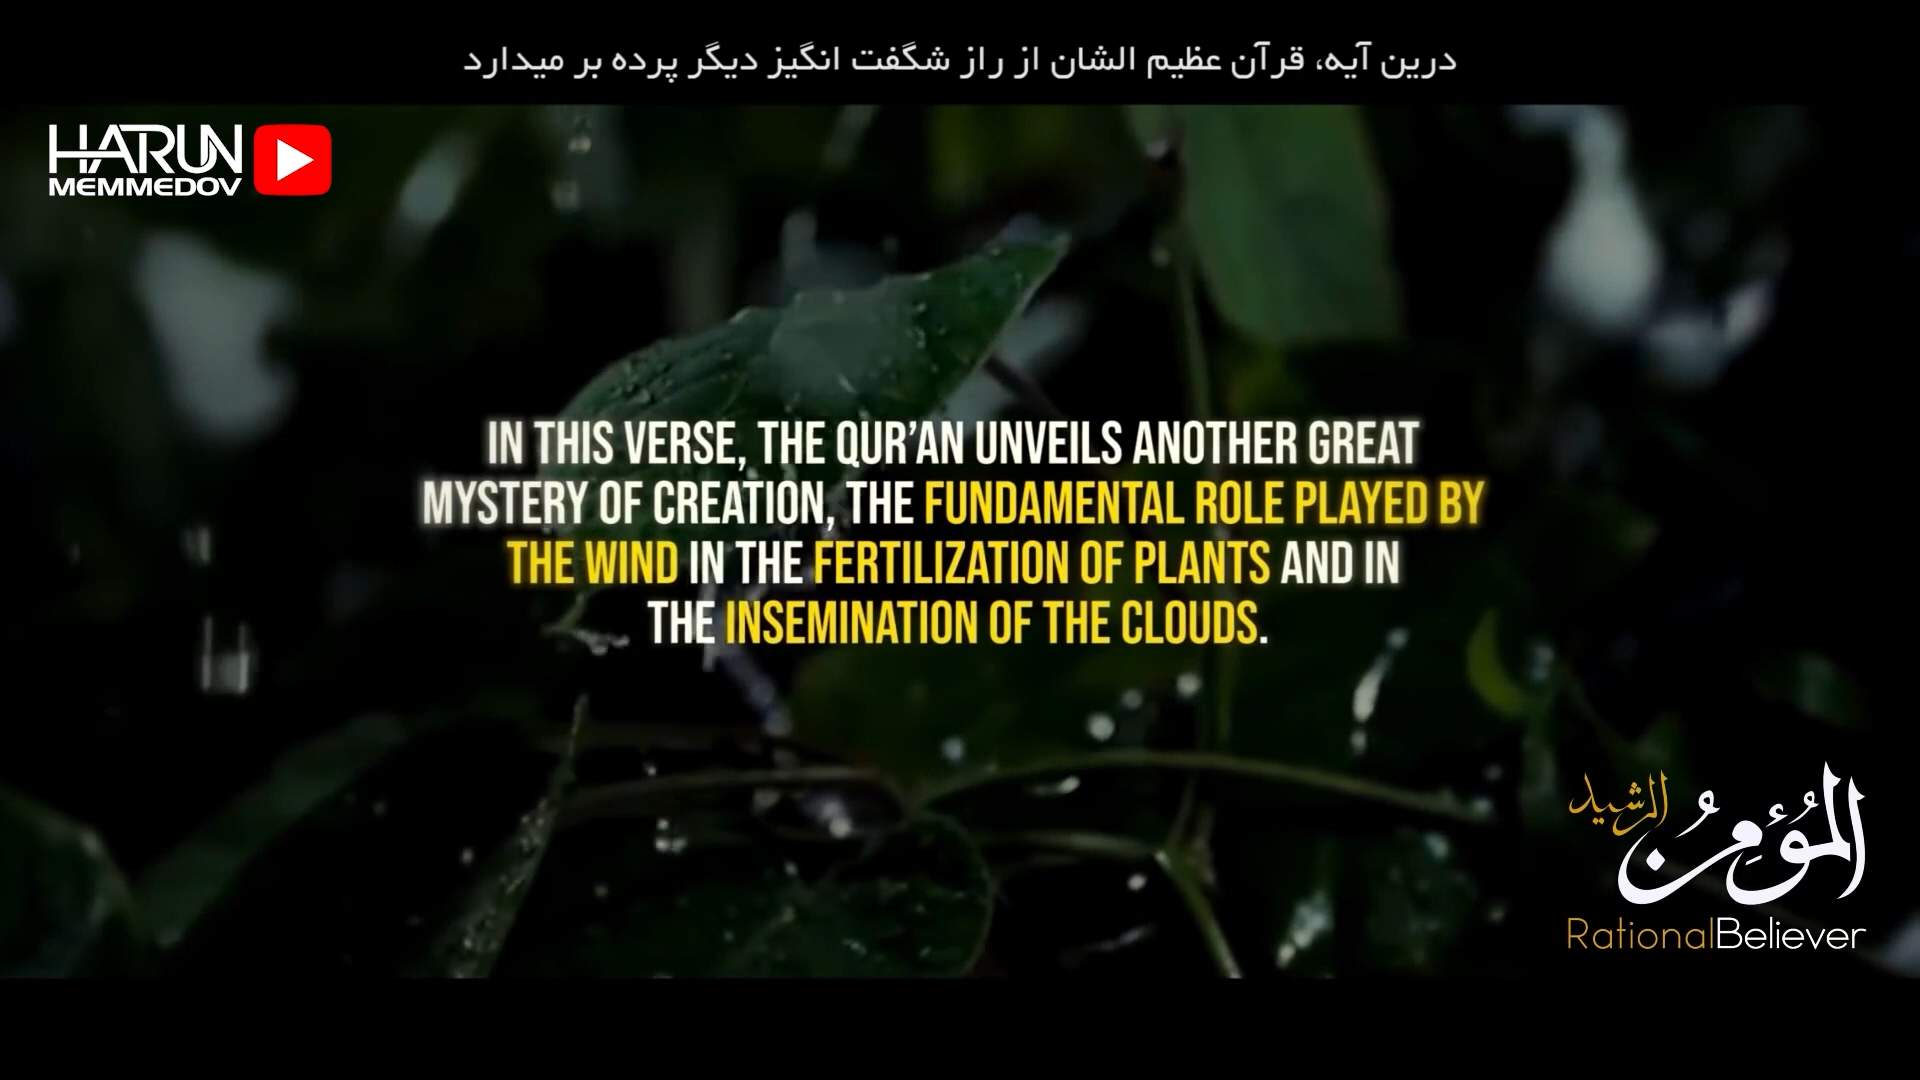 درین آیه، قرآن عظیم الشان از راز شگفت انگیز دیگر پرده بر میدارد
HARUN
MEMMEDOV
IN THIS VERSE, THE QUR’AN UNVEILS ANOTHER GREAT
MYSTERY OF CREATION, THE FUNDAMENTAL ROLE PLAYED BY
THE WIND IN THE FERTILIZATION OF PLANTS AND IN
THE INSEMINATION OF THE CLOUDS.
المُؤمِنُ الرشيد
RationalBeliever